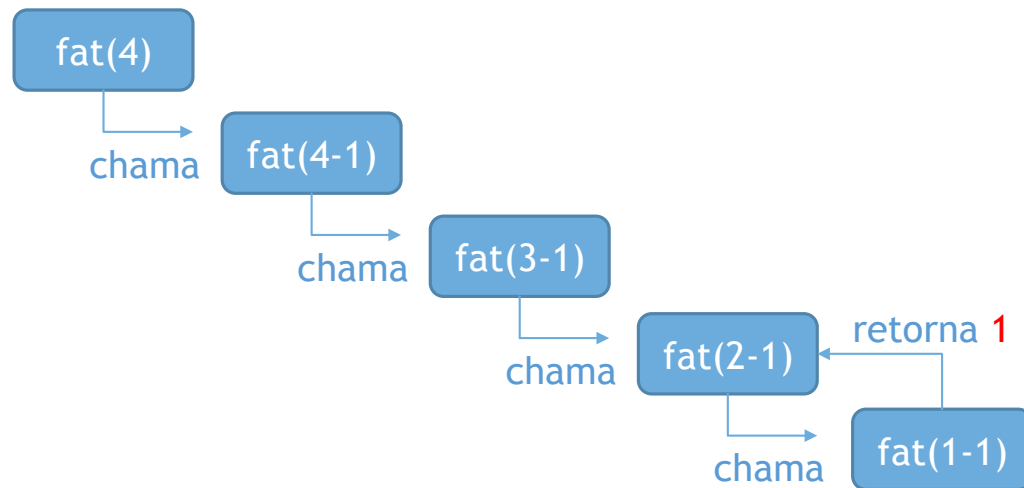 fat(4)
chama
fat(4-1)
chama
fat(3-1)
chama
fat(2-1)
retorna 1
chama
fat(1-1)